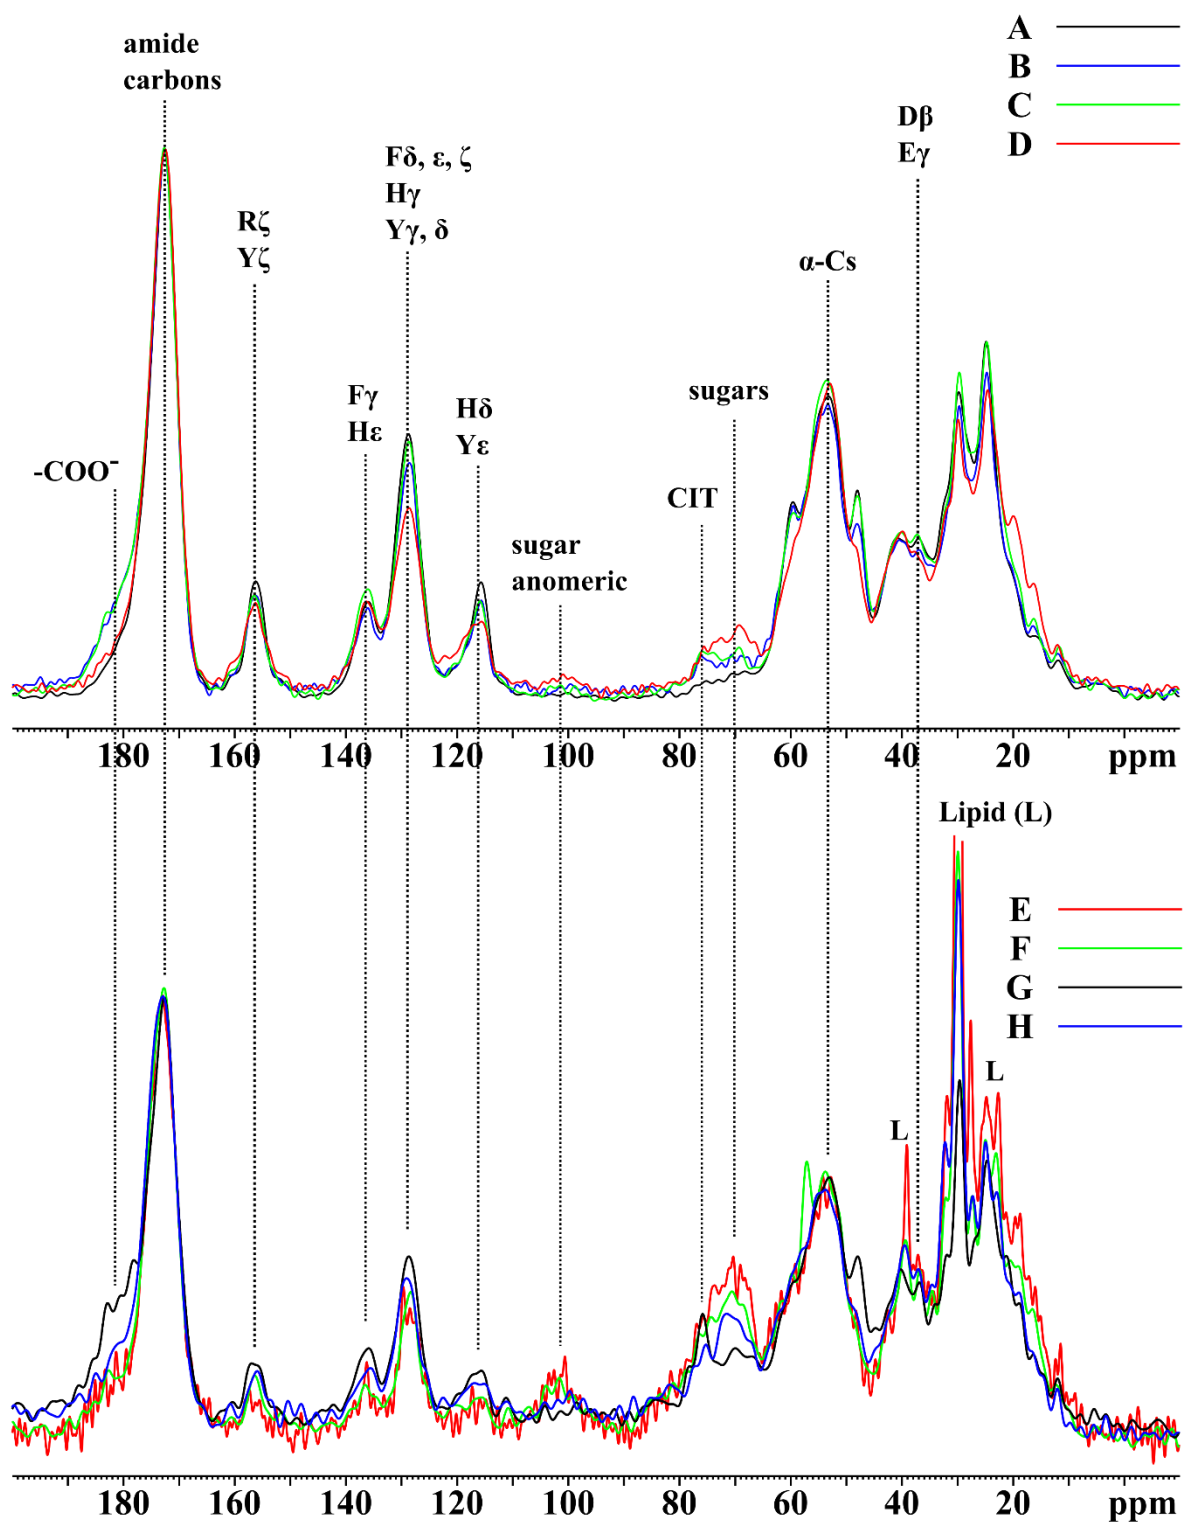 A
B
C
D
amide
carbons
Dβ
Eγ
Fδ, ε, ζ
Hγ
Yγ, δ
Rζ
Yζ
α-Cs
Fγ
Hε
Hδ
Yε
sugars
-COO⁻
CIT
sugar
anomeric
180 160 140 120 100 80 60 40 20 ppm
Lipid (L)
E
F
G
H
L
L
180 160 140 120 100 80 60 40 20 ppm